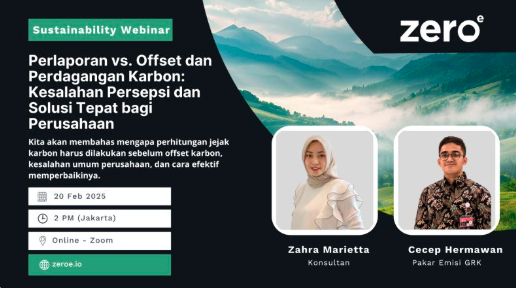 Sustainability Webinar
zeroe
Perlaporan vs. Offset dan
Perdagangan Karbon:
Kesalahan Persepsi dan
Solusi Tepat bagi
Perusahaan
Kita akan membahas mengapa perhitungan jejak
karbon harus dilakukan sebelum offset karbon,
kesalahan umum perusahaan, dan cara efektif
memperbaikinya.
20 Feb 2025
2 PM (Jakarta)
Online - Zoom
zeroe.io
Zahra Marietta
Konsultan
Cecep Hermawan
Pakar Emisi GRK